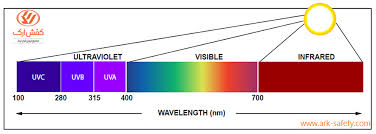 کفش ارک
ULTRAVIOLET VISIBLE INFRARED
UVC UVB UVA
100 280 315 400 700
WAVELENGTH (nm)
www.ark-safety.com